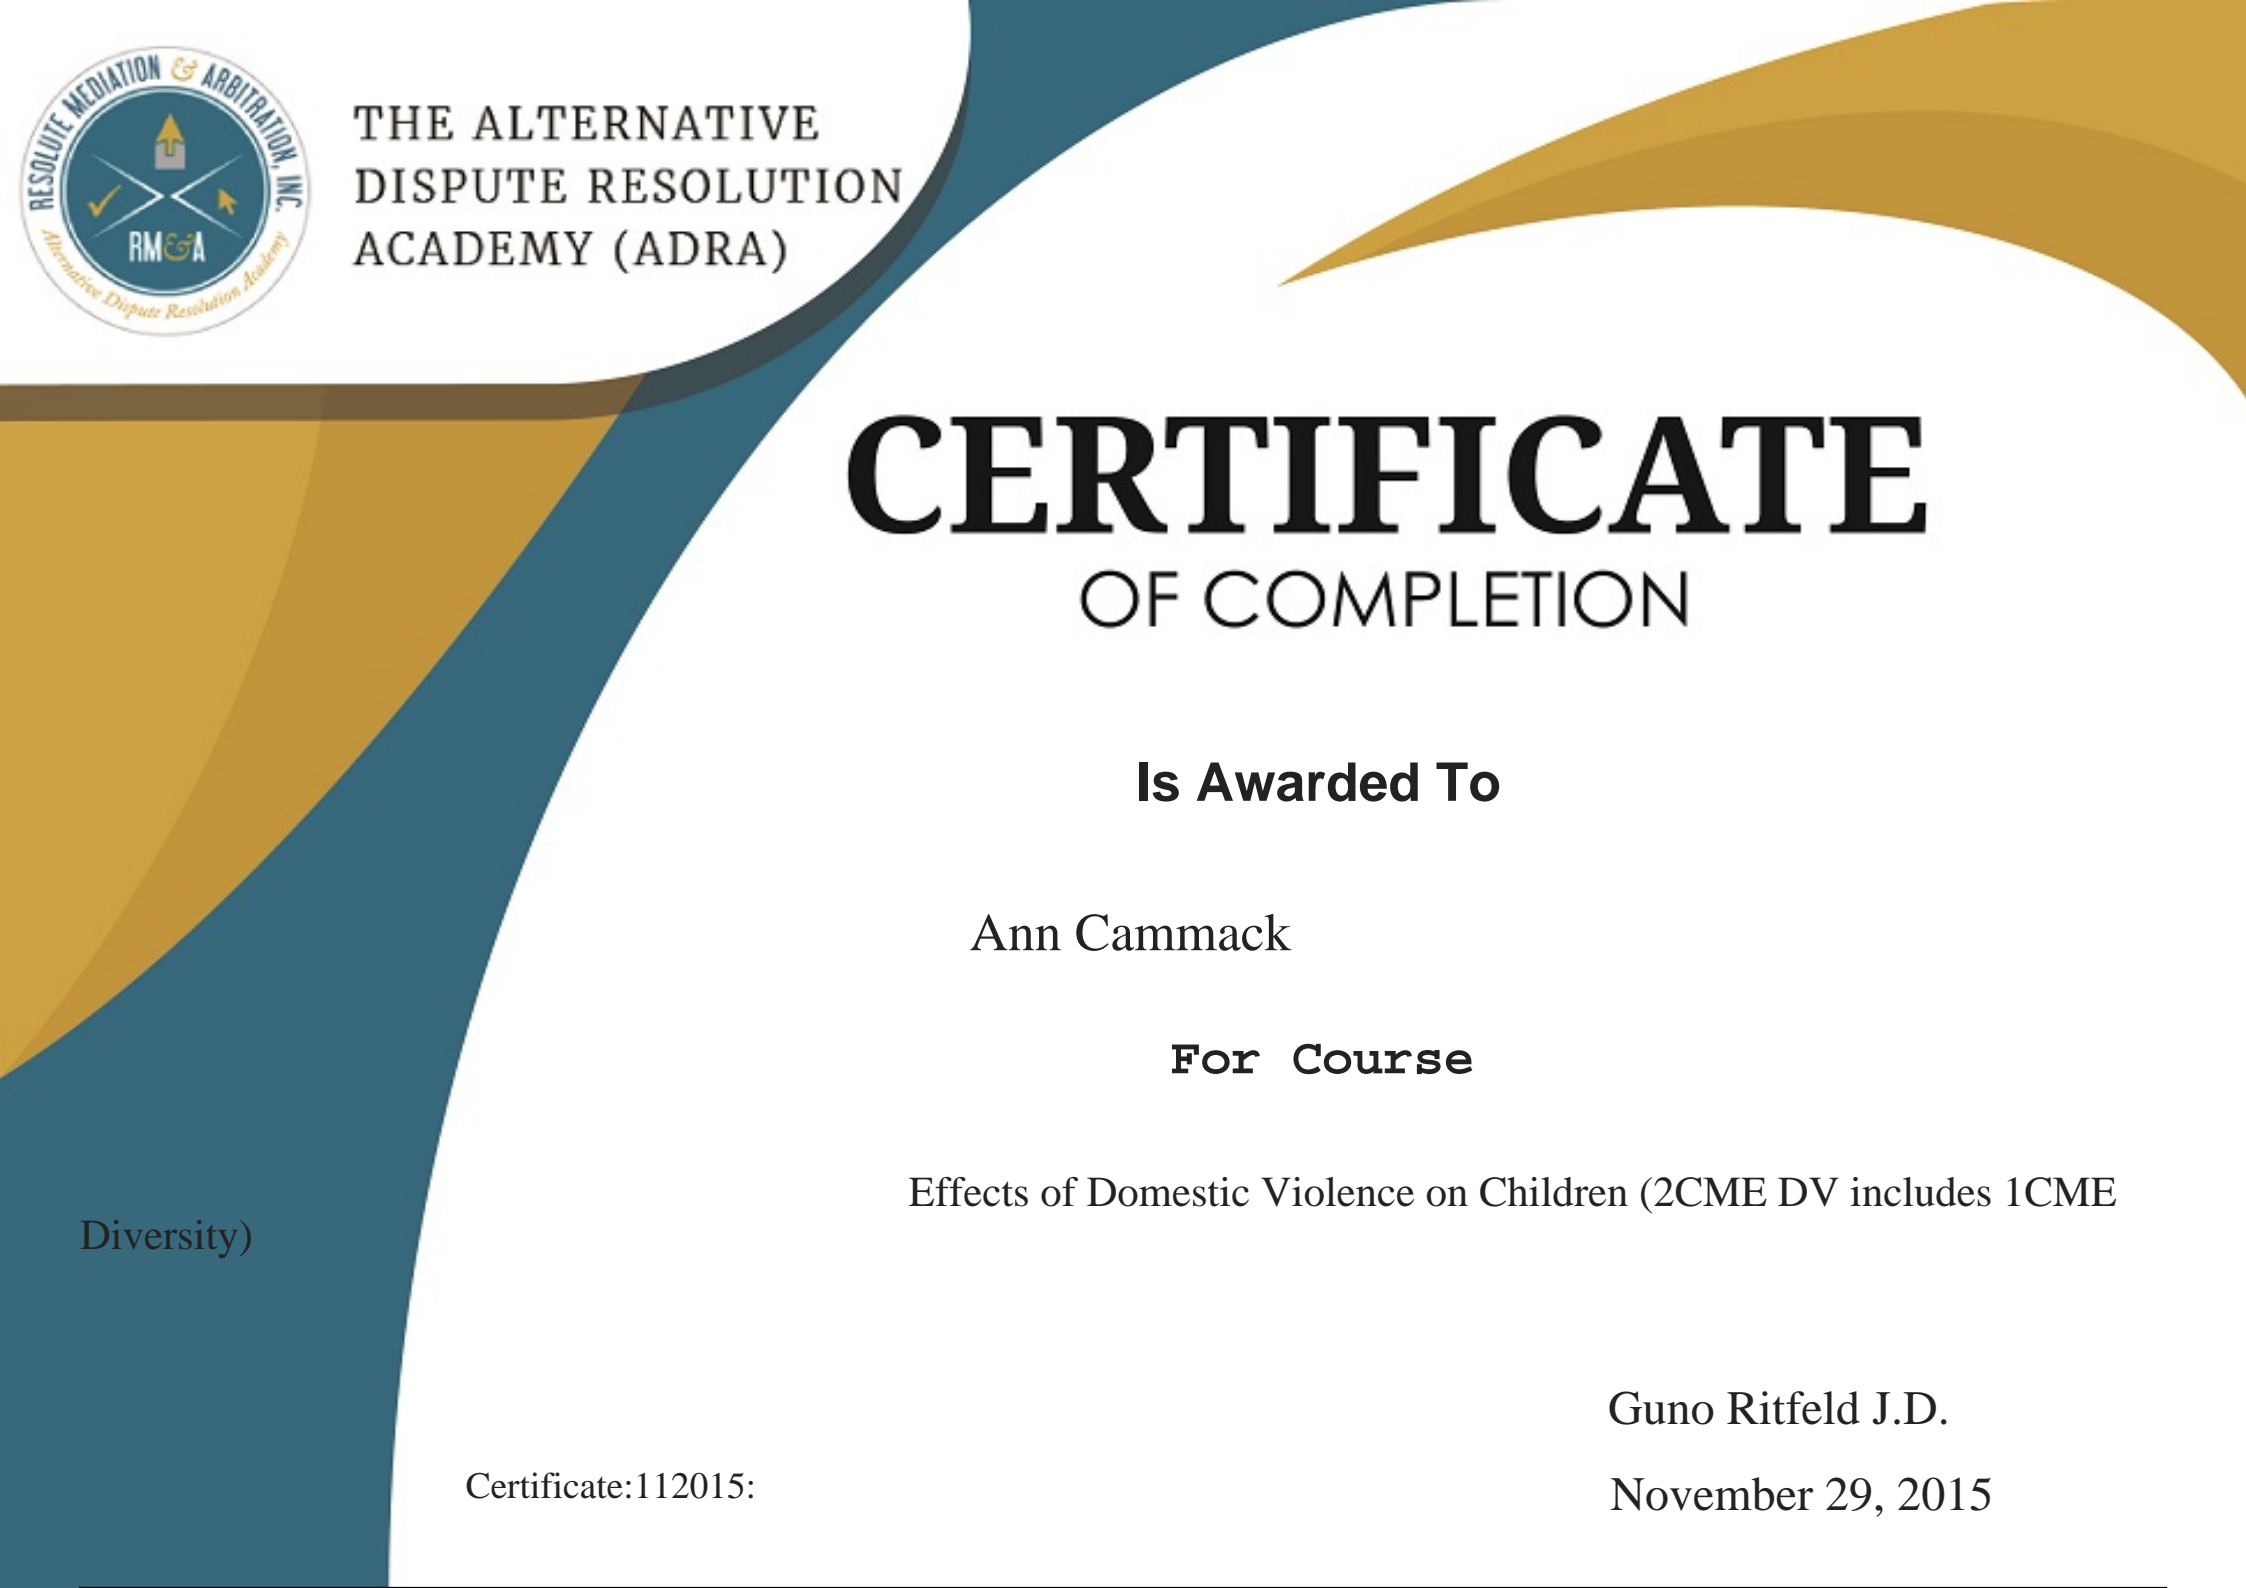 RESOLUTE MEDIATION & ARBITRATION, INC.
RM&A
Alternative Dispute Resolution Academy
THE ALTERNATIVE
DISPUTE RESOLUTION
ACADEMY (ADRA)
CERTIFICATE
OF COMPLETION
Is Awarded To
Ann Cammack
For Course
Effects of Domestic Violence on Children (2CME DV includes 1CME
Diversity)
Guno Ritfeld J.D.
Certificate:112015:
November 29, 2015